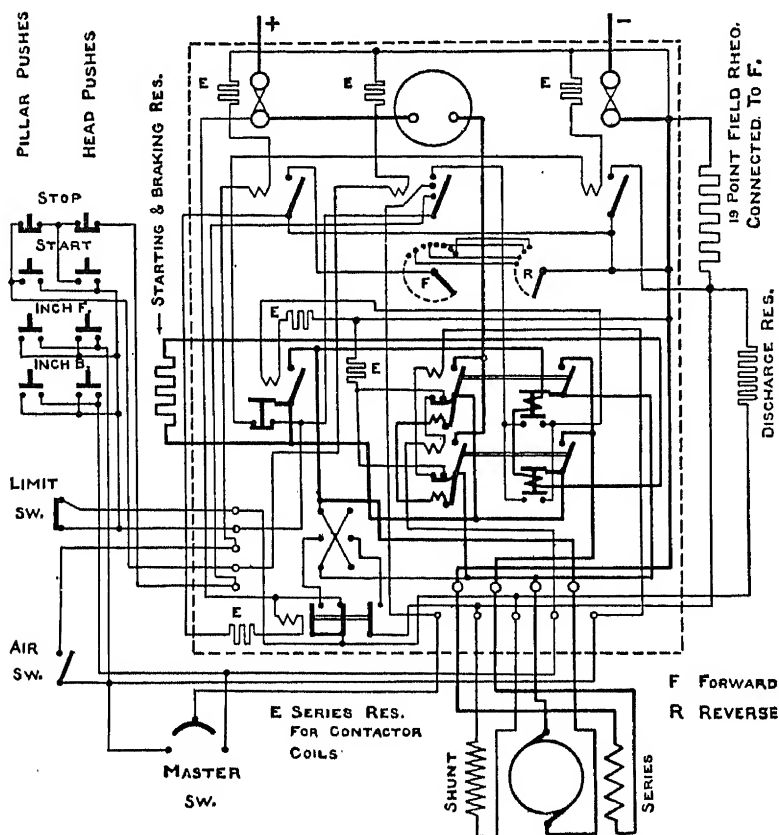 PILLAR PUSHES
HEAD PUSHES
+
-
E
E
E
19 POINT FIELD RHEO.
CONNECTED TO F.
STOP
START
INCH F.
INCH B.
STARTING & BRAKING RES.
F
R
E
E
DISCHARGE RES.
LIMIT
SW.
AIR
SW.
E
E SERIES RES.
FOR CONTACTOR
COILS
MASTER
SW.
SHUNT
SERIES
F FORWARD
R REVERSE